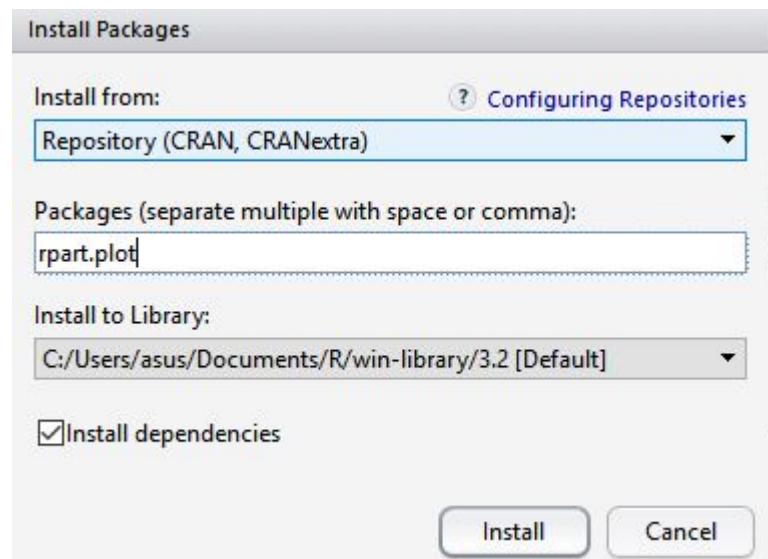 Install Packages
Install from:
? Configuring Repositories
Repository (CRAN, CRANextra)
Packages (separate multiple with space or comma):
rpart.plot
Install to Library:
C:/Users/asus/Documents/R/win-library/3.2 [Default]
Install dependencies
Install
Cancel